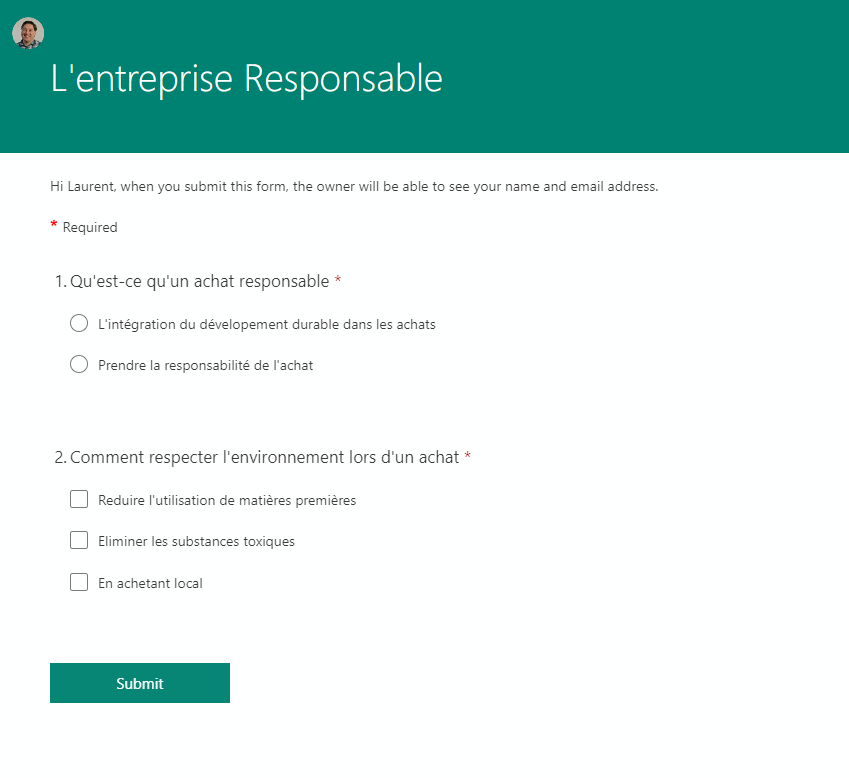 L'entreprise Responsable
Hi Laurent, when you submit this form, the owner will be able to see your name and email address.
* Required
1. Qu'est-ce qu'un achat responsable *
L'intégration du dévelopement durable dans les achats
Prendre la responsabilité de l'achat
2. Comment respecter l'environnement lors d'un achat *
Reduire l'utilisation de matières premières
Eliminer les substances toxiques
En achetant local
Submit